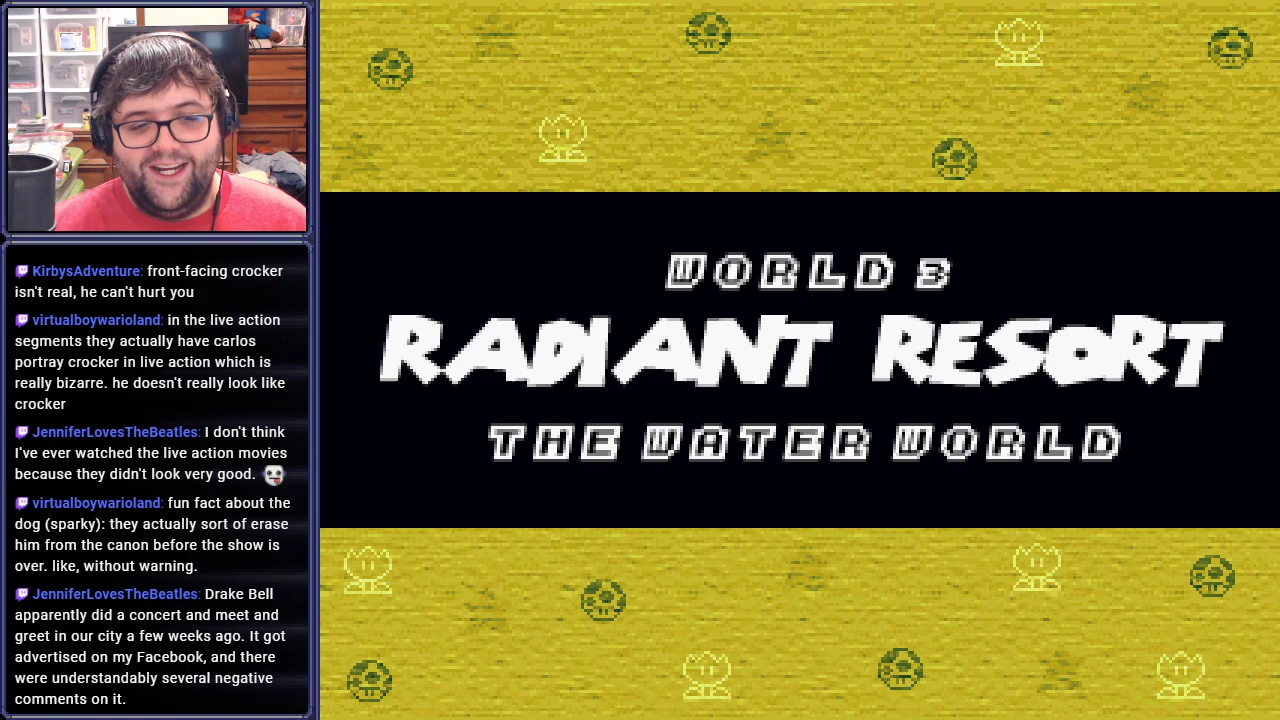 KirbysAdventure: front-facing crocker
isn't real, he can't hurt you
virtualboywarioland: in the live action
segments they actually have carlos
portray crocker in live action which is
really bizarre. he doesn't really look like
crocker
JenniferLovesTheBeatles: I don't think
I've ever watched the live action movies
because they didn't look very good.
virtualboywarioland: fun fact about the
dog (sparky): they actually sort of erase
him from the canon before the show is
over. like, without warning.
JenniferLovesTheBeatles: Drake Bell
apparently did a concert and meet and
greet in our city a few weeks ago. It got
advertised on my Facebook, and there
were understandably several negative
comments on it.
WORLD 3
RADIANT RESORT
THE WATER WORLD